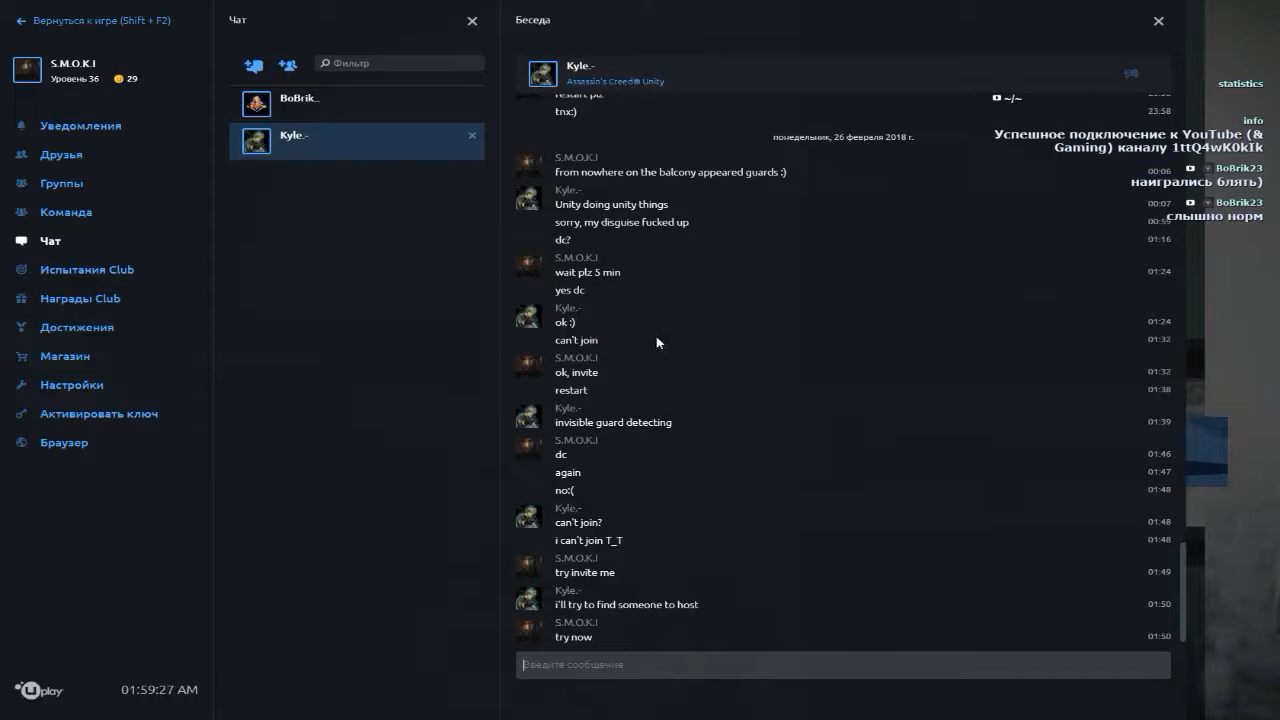 Вернуться к игре (Shift + F2)
S.M.O.K.I
Уровень 36
29
Уведомления
Друзья
Группы
Команда
Чат
Испытания Club
Награды Club
Достижения
Магазин
Настройки
Активировать ключ
Браузер
uplay
01:59:27 AM
Чат
Фильтр
BoBrik_
Kyle.-
Беседа
Kyle.-
Assassin's Creed® Unity
restart plz
tnx:)
23:58
понедельник, 26 февраля 2018 г.
S.M.O.K.I
from nowhere on the balcony appeared guards :)
00:06
Kyle.-
Unity doing unity things
00:07
sorry, my disguise fucked up
00:59
dc?
01:16
S.M.O.K.I
wait plz 5 min
01:24
yes dc
Kyle.-
ok :)
01:24
can't join
01:32
S.M.O.K.I
ok, invite
01:32
restart
01:38
Kyle.-
invisible guard detecting
01:39
S.M.O.K.I
dc
01:46
again
01:47
no:(
01:48
Kyle.-
can't join?
01:48
i can't join T_T
01:48
S.M.O.K.I
try invite me
01:49
Kyle.-
i'll try to find someone to host
01:50
S.M.O.K.I
try now
01:50
Введите сообщение
statistics
~/~
info
Успешное подключение к YouTube (&
Gaming) каналу 1ttQ4wK0kIk
BoBrik23
наигрались блять)
BoBrik23
слышно норм